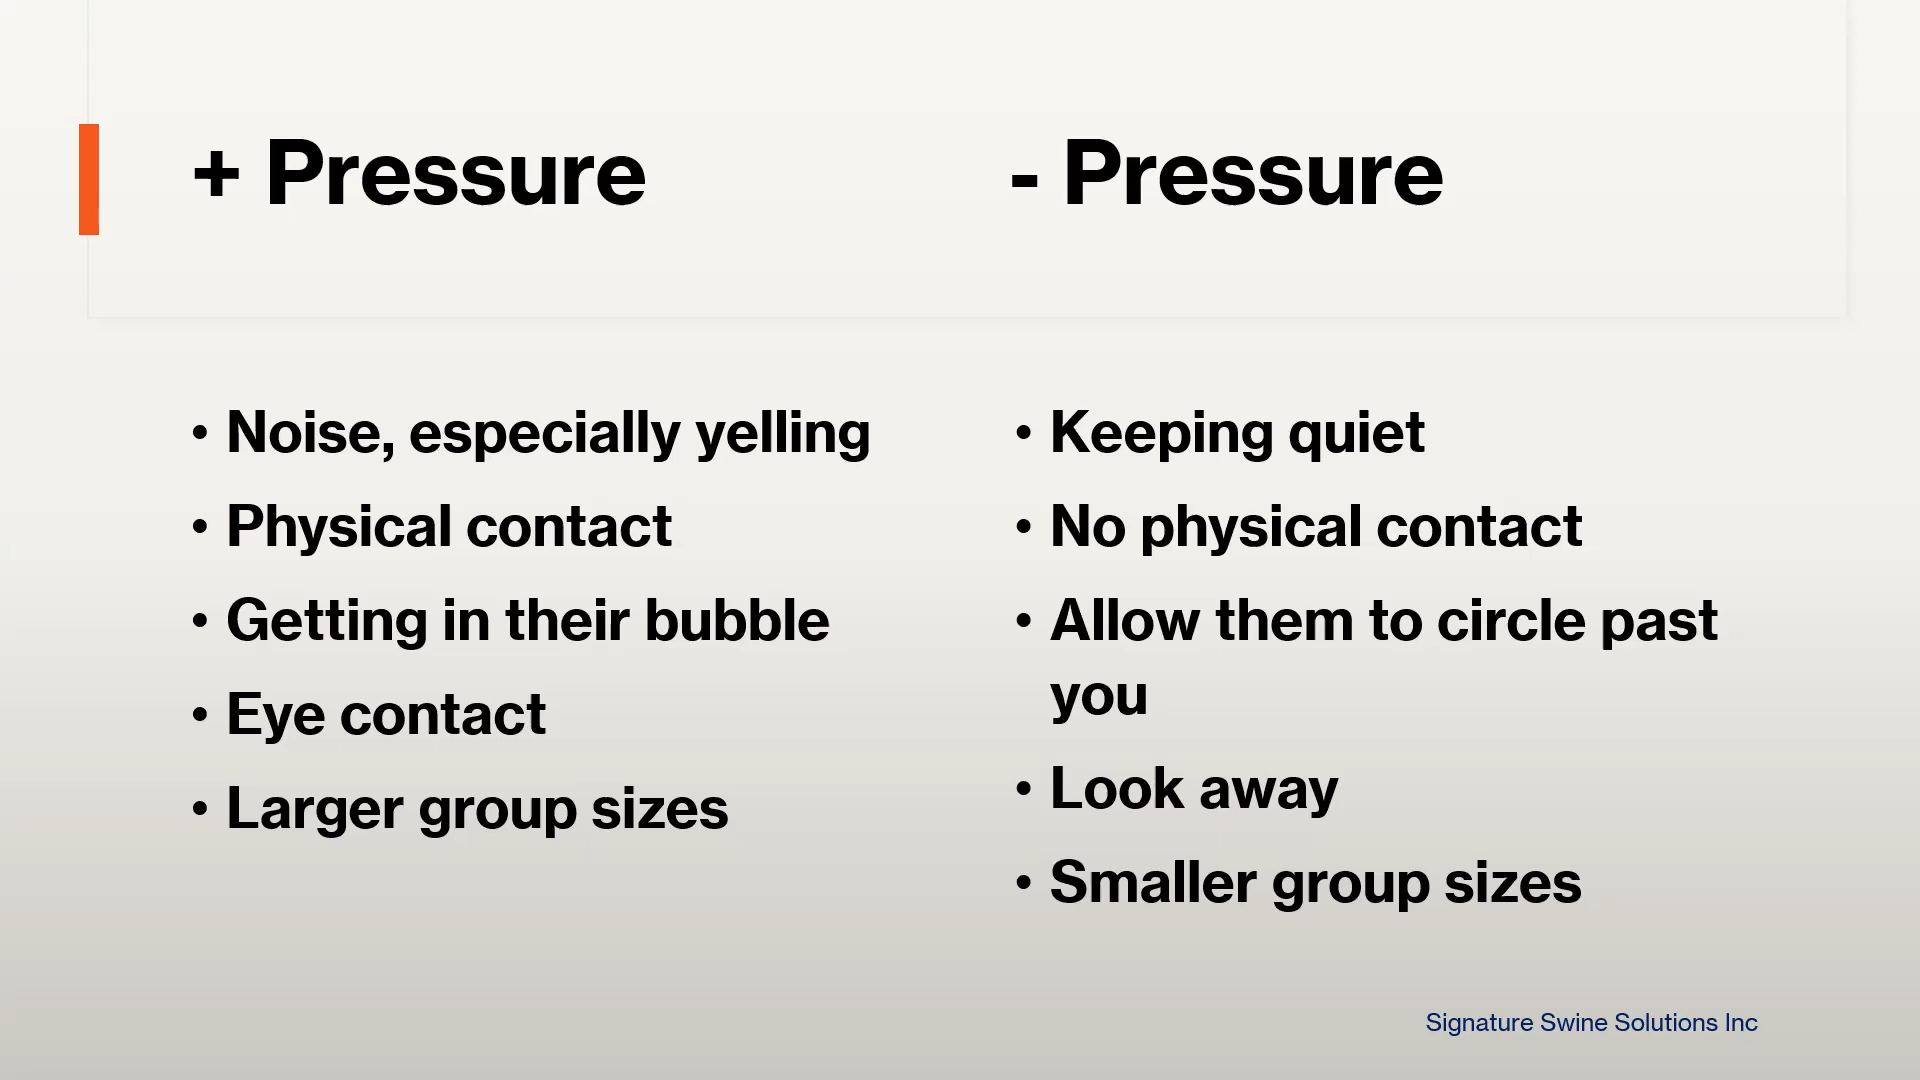 + Pressure
- Pressure
• Noise, especially yelling
• Physical contact
• Getting in their bubble
• Eye contact
• Larger group sizes
• Keeping quiet
• No physical contact
• Allow them to circle past
you
• Look away
• Smaller group sizes
Signature Swine Solutions Inc